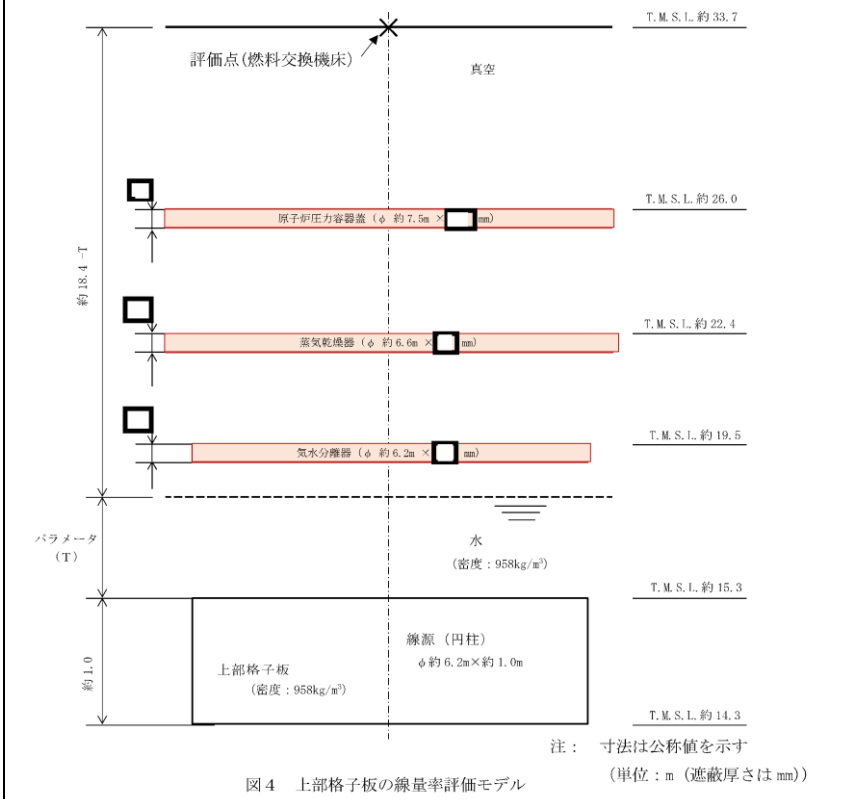 T.M.S.L.約33.7
評価点(燃料交換機床)
真空
T.M.S.L.約26.0
原子炉圧力容器蓋(φ 約7.5m × mm)
約18.4-T
T.M.S.L.約22.4
蒸気乾燥器(φ 約6.6m × mm)
T.M.S.L.約19.5
気水分離器(φ 約6.2m × mm)
パラメータ
(T)
水
(密度:958kg/m³)
T.M.S.L.約15.3
線源(円柱)
φ約6.2m×約1.0m
上部格子板
(密度:958kg/m³)
約1.0
T.M.S.L.約14.3
注: 寸法は公称値を示す
(単位:m(遮蔽厚さはmm))
図4 上部格子板の線量率評価モデル